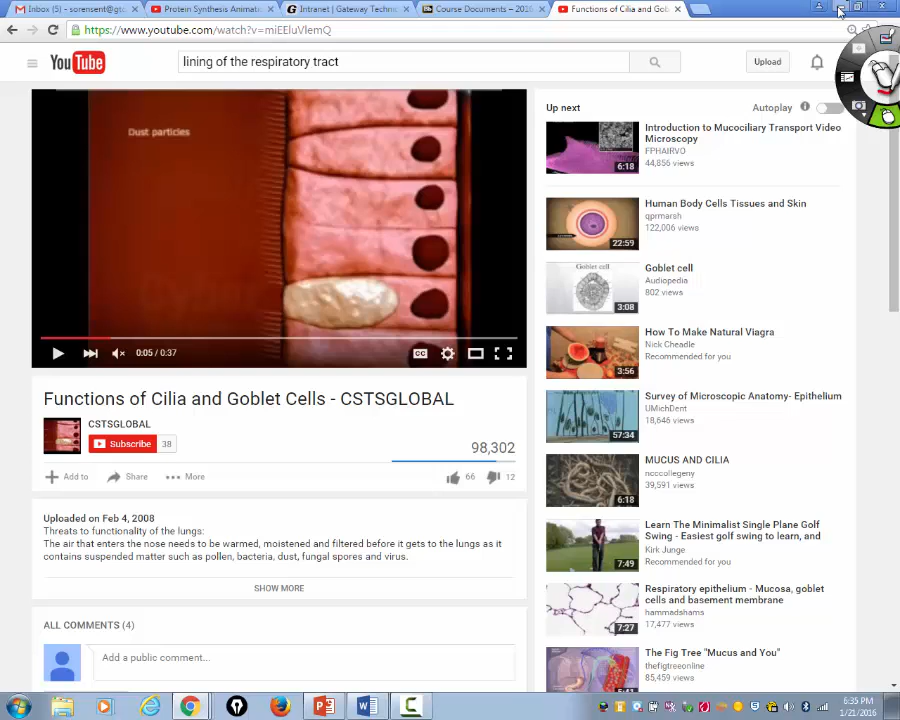 Inbox (5) - sorensent@gtc
Protein Synthesis Animatio
Intranet | Gateway Techni
Course Documents – 2016
Functions of Cilia and Gob
https://www.youtube.com/watch?v=miEEluVlemQ
YouTube
lining of the respiratory tract
Upload
Dust particles
0:05 / 0:37
CC
Functions of Cilia and Goblet Cells - CSTSGLOBAL
CSTSGLOBAL
Subscribe 38
98,302
Add to Share More
66 12
Uploaded on Feb 4, 2008
Threats to functionality of the lungs:
The air that enters the nose needs to be warmed, moistened and filtered before it gets to the lungs as it
contains suspended matter such as pollen, bacteria, dust, fungal spores and virus.
SHOW MORE
ALL COMMENTS (4)
Add a public comment...
Up next
Autoplay
Introduction to Mucociliary Transport Video
Microscopy
FPHAIRVO
44,856 views
6:18
Human Body Cells Tissues and Skin
qprmarsh
122,006 views
22:59
Goblet cell
Goblet cell
Audiopedia
802 views
3:08
How To Make Natural Viagra
Nick Cheadle
Recommended for you
3:56
Survey of Microscopic Anatomy- Epithelium
UMichDent
18,646 views
57:34
MUCUS AND CILIA
ncccollegeny
39,591 views
6:18
Learn The Minimalist Single Plane Golf
Swing - Easiest golf swing to learn, and
Kirk Junge
Recommended for you
7:49
Respiratory epithelium - Mucosa, goblet
cells and basement membrane
hammadshams
17,477 views
7:27
The Fig Tree "Mucus and You"
thefigtreeonline
85,459 views
6:35 PM
1/21/2016